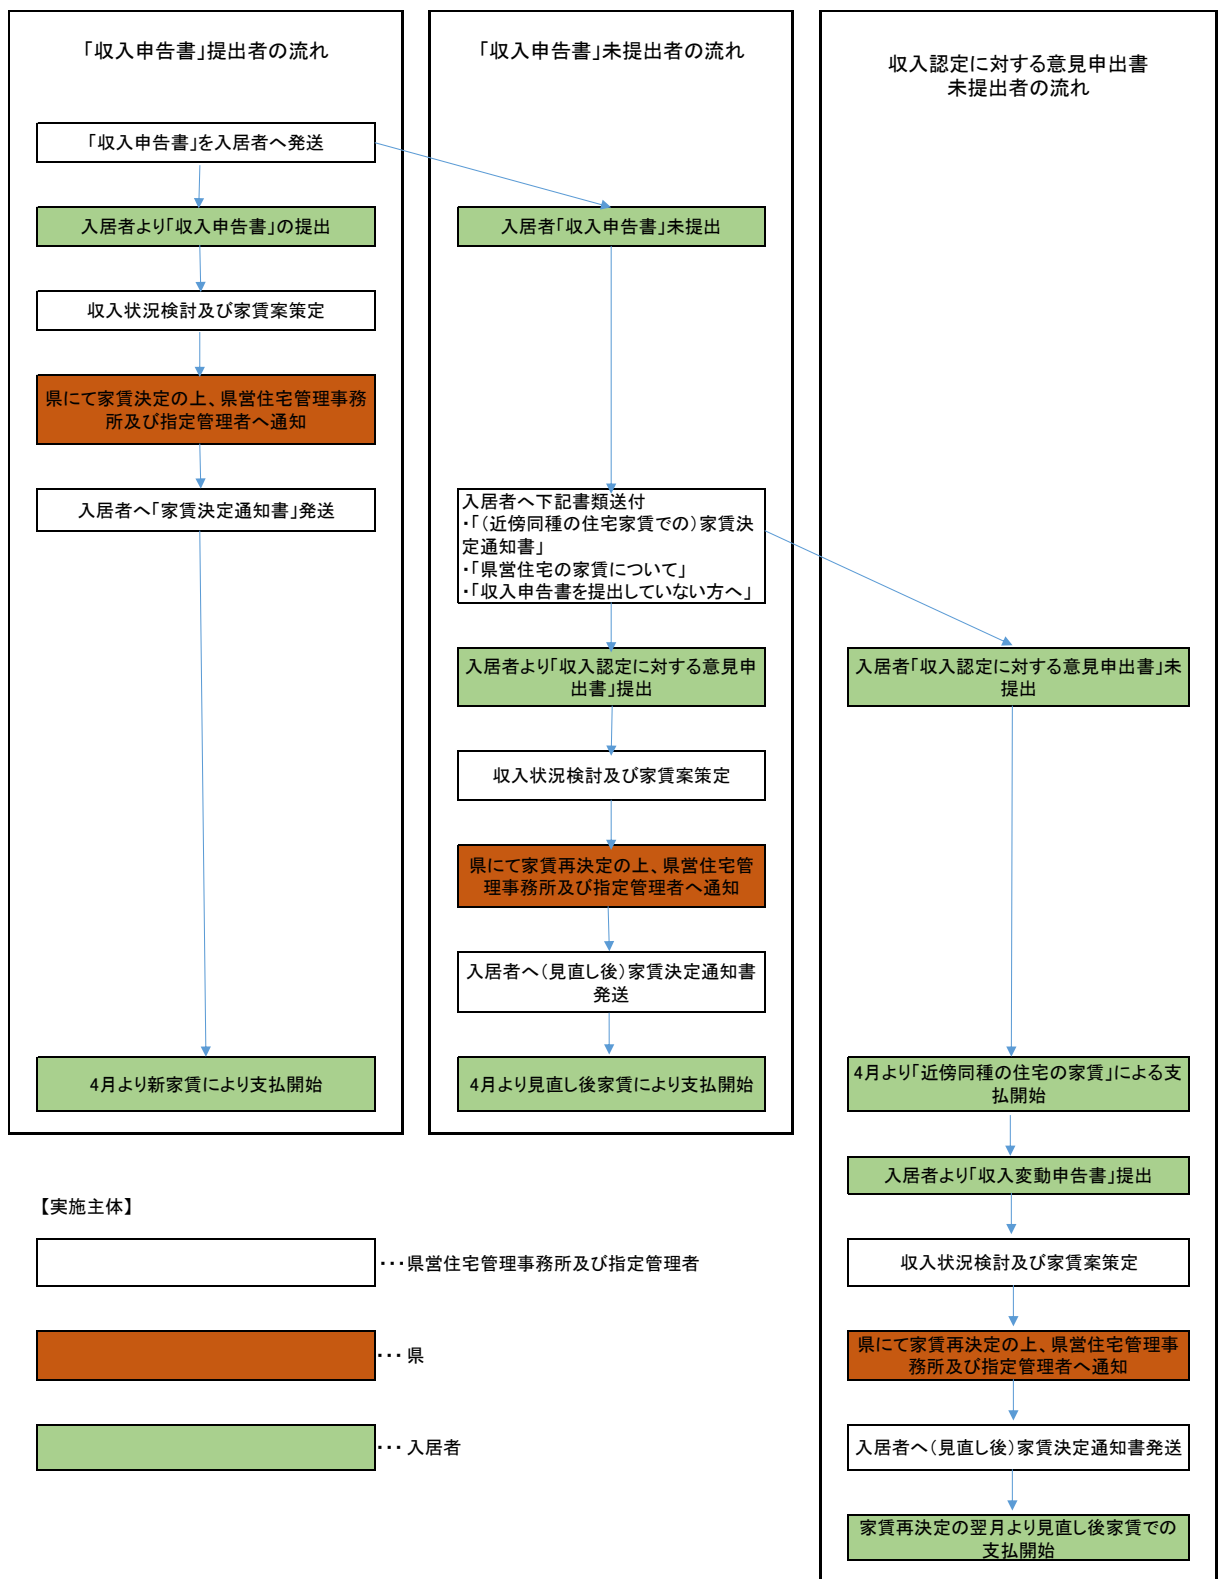 「収入申告書」提出者の流れ
「収入申告書」を入居者へ発送
入居者より「収入申告書」の提出
収入状況検討及び家賃案策定
県にて家賃決定の上、県営住宅管理事務
所及び指定管理者へ通知
入居者へ「家賃決定通知書」発送
4月より新家賃により支払開始
「収入申告書」未提出者の流れ
入居者「収入申告書」未提出
入居者へ下記書類送付
・「(近傍同種の住宅家賃での)家賃決
定通知書」
・「県営住宅の家賃について」
・「収入申告書を提出していない方へ」
入居者より「収入認定に対する意見申
出書」提出
収入状況検討及び家賃案策定
県にて家賃再決定の上、県営住宅管
理事務所及び指定管理者へ通知
入居者へ(見直し後)家賃決定通知書
発送
4月より見直し後家賃により支払開始
収入認定に対する意見申出書
未提出者の流れ
入居者「収入認定に対する意見申出書」未
提出
4月より「近傍同種の住宅の家賃」による支
払開始
入居者より「収入変動申告書」提出
収入状況検討及び家賃案策定
県にて家賃再決定の上、県営住宅管理事
務所及び指定管理者へ通知
入居者へ(見直し後)家賃決定通知書発送
家賃再決定の翌月より見直し後家賃での
支払開始
【実施主体】
・・・県営住宅管理事務所及び指定管理者
・・・県
・・・入居者